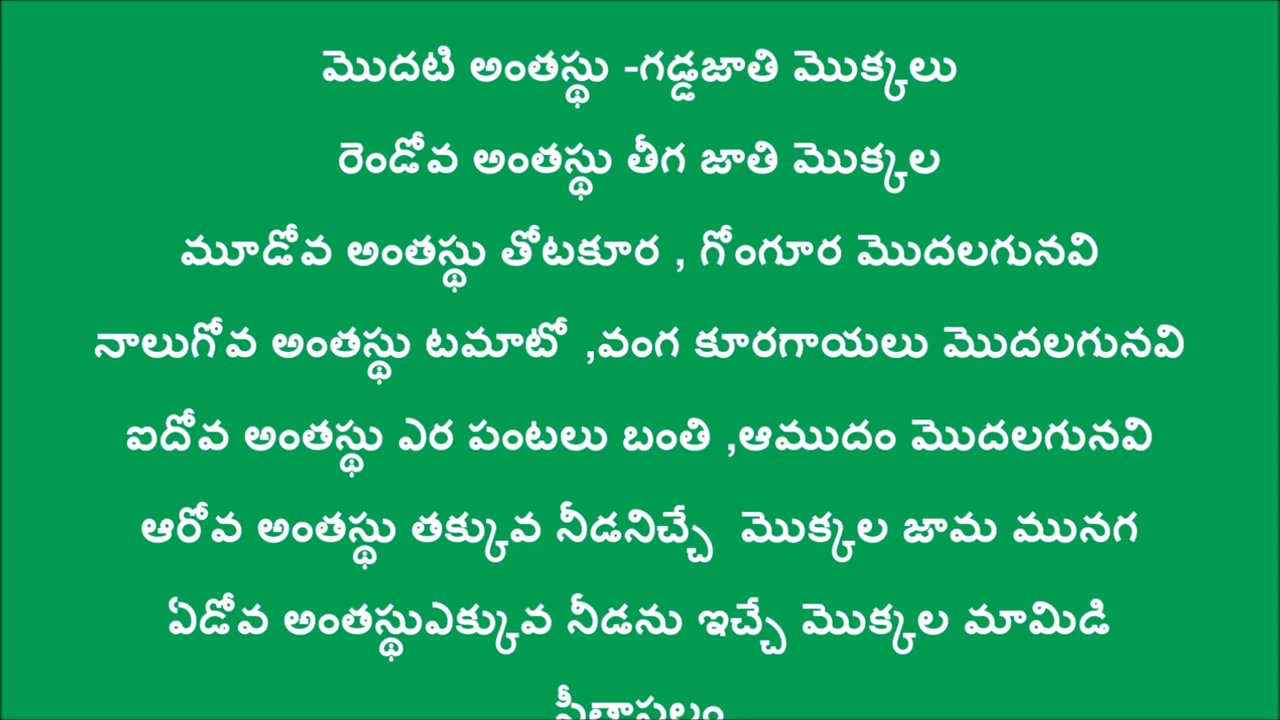 మొదటి అంతస్థు -గడ్డజాతి మొక్కలు
రెండోవ అంతస్థు తీగ జాతి మొక్కల
మూడోవ అంతస్థు తోటకూర , గోంగూర మొదలగునవి
నాలుగోవ అంతస్థు టమాటో ,వంగ కూరగాయలు మొదలగునవి
ఐదోవ అంతస్థు ఎర పంటలు బంతి ,ఆముదం మొదలగునవి
ఆరోవ అంతస్థు తక్కువ నీడనిచ్చే మొక్కల జామ మునగ
ఏడోవ అంతస్థుఎక్కువ నీడను ఇచ్చే మొక్కల మామిడి